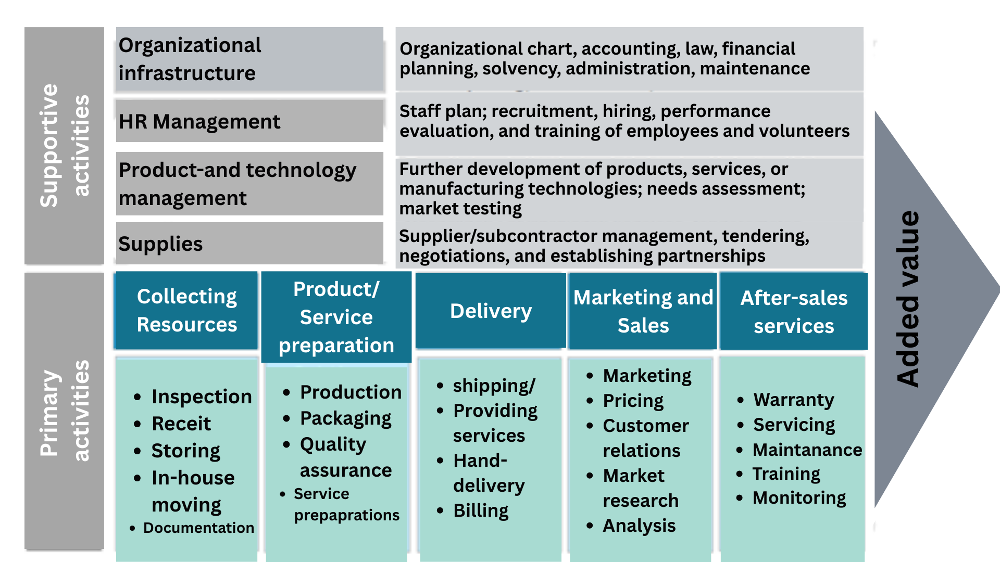 Supportive
activities
Organizational
infrastructure
Organizational chart, accounting, law, financial
planning, solvency, administration, maintenance
HR Management
Staff plan; recruitment, hiring, performance
evaluation, and training of employees and volunteers
Product-and technology
management
Further development of products, services, or
manufacturing technologies; needs assessment;
market testing
Supplies
Supplier/subcontractor management, tendering,
negotiations, and establishing partnerships
Primary
activities
Collecting
Resources
• Inspection
• Receit
• Storing
• In-house
moving
• Documentation
Product/
Service
preparation
• Production
• Packaging
• Quality
assurance
• Service
prepaprations
Delivery
• shipping/
• Providing
services
• Hand-
delivery
• Billing
Marketing and
Sales
• Marketing
• Pricing
• Customer
relations
• Market
research
• Analysis
After-sales
services
• Warranty
• Servicing
• Maintanance
• Training
• Monitoring
Added value